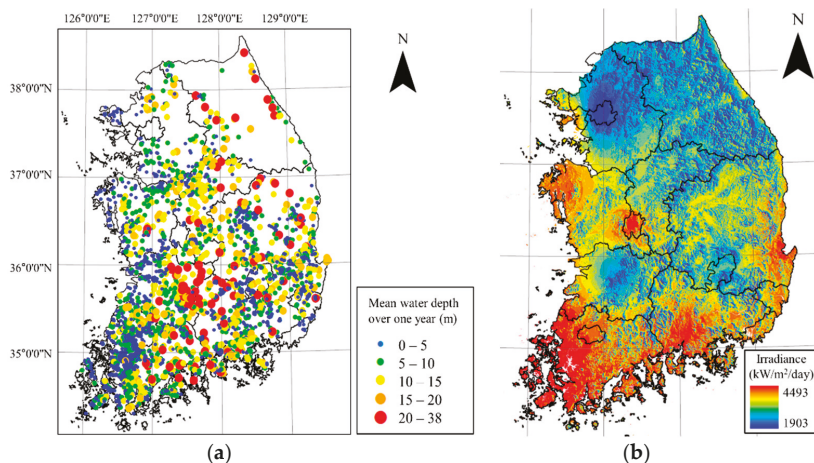 126°0'0"E 127°0'0"E 128°0'0"E 129°0'0"E
38°0'0"N
37°0'0"N
36°0'0"N
35°0'0"N
N
Mean water depth
over one year (m)
0 – 5
5 – 10
10 – 15
15 – 20
20 – 38
(a)
N
Irradiance
(kW/m²/day)
4493
1903
(b)